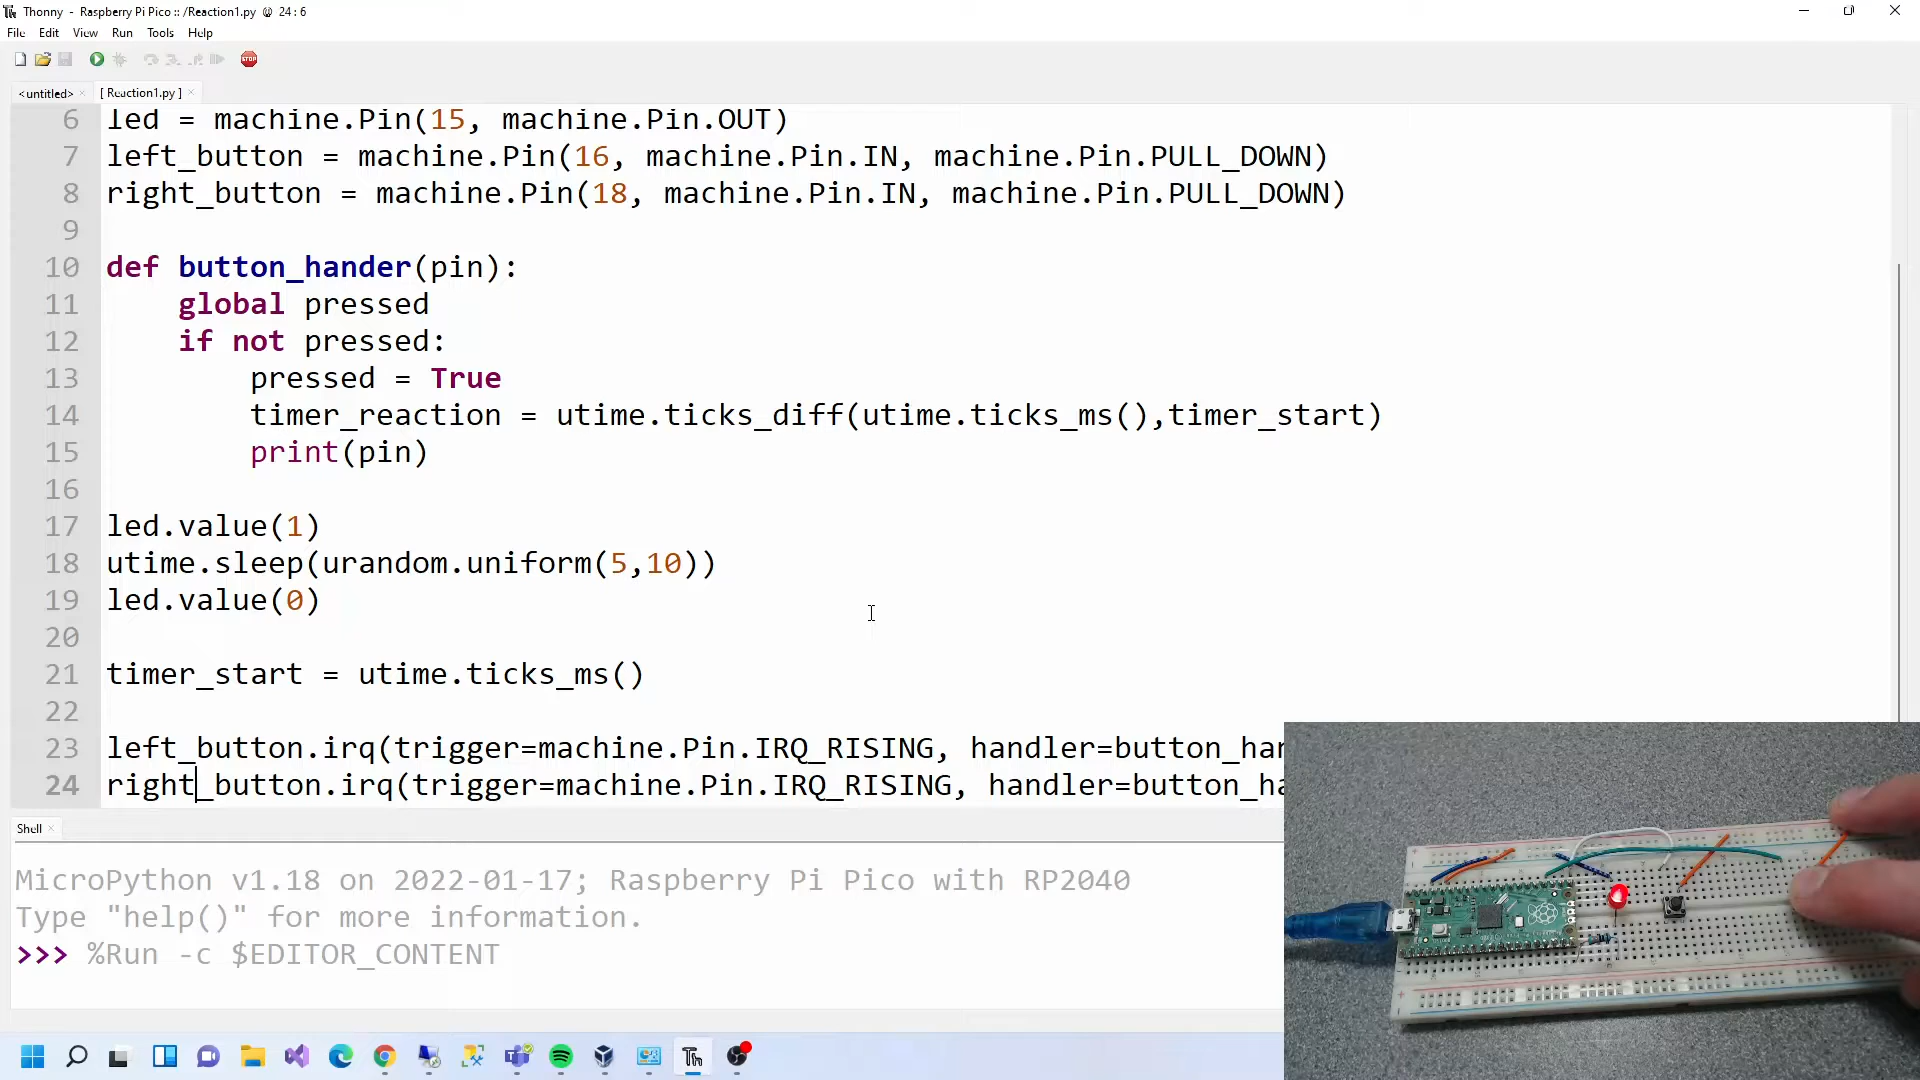 Thonny - Raspberry Pi Pico :: /Reaction1.py @ 24 : 6
File Edit View Run Tools Help
STOP
<untitled> × [ Reaction1.py ] ×
6 led = machine.Pin(15, machine.Pin.OUT)
7 left_button = machine.Pin(16, machine.Pin.IN, machine.Pin.PULL_DOWN)
8 right_button = machine.Pin(18, machine.Pin.IN, machine.Pin.PULL_DOWN)
9
10 def button_hander(pin):
11 global pressed
12 if not pressed:
13 pressed = True
14 timer_reaction = utime.ticks_diff(utime.ticks_ms(),timer_start)
15 print(pin)
16
17 led.value(1)
18 utime.sleep(urandom.uniform(5,10))
19 led.value(0)
20
21 timer_start = utime.ticks_ms()
22
23 left_button.irq(trigger=machine.Pin.IRQ_RISING, handler=button_han
24 right_button.irq(trigger=machine.Pin.IRQ_RISING, handler=button_ha
Shell ×
MicroPython v1.18 on 2022-01-17; Raspberry Pi Pico with RP2040
Type "help()" for more information.
>>> %Run -c $EDITOR_CONTENT